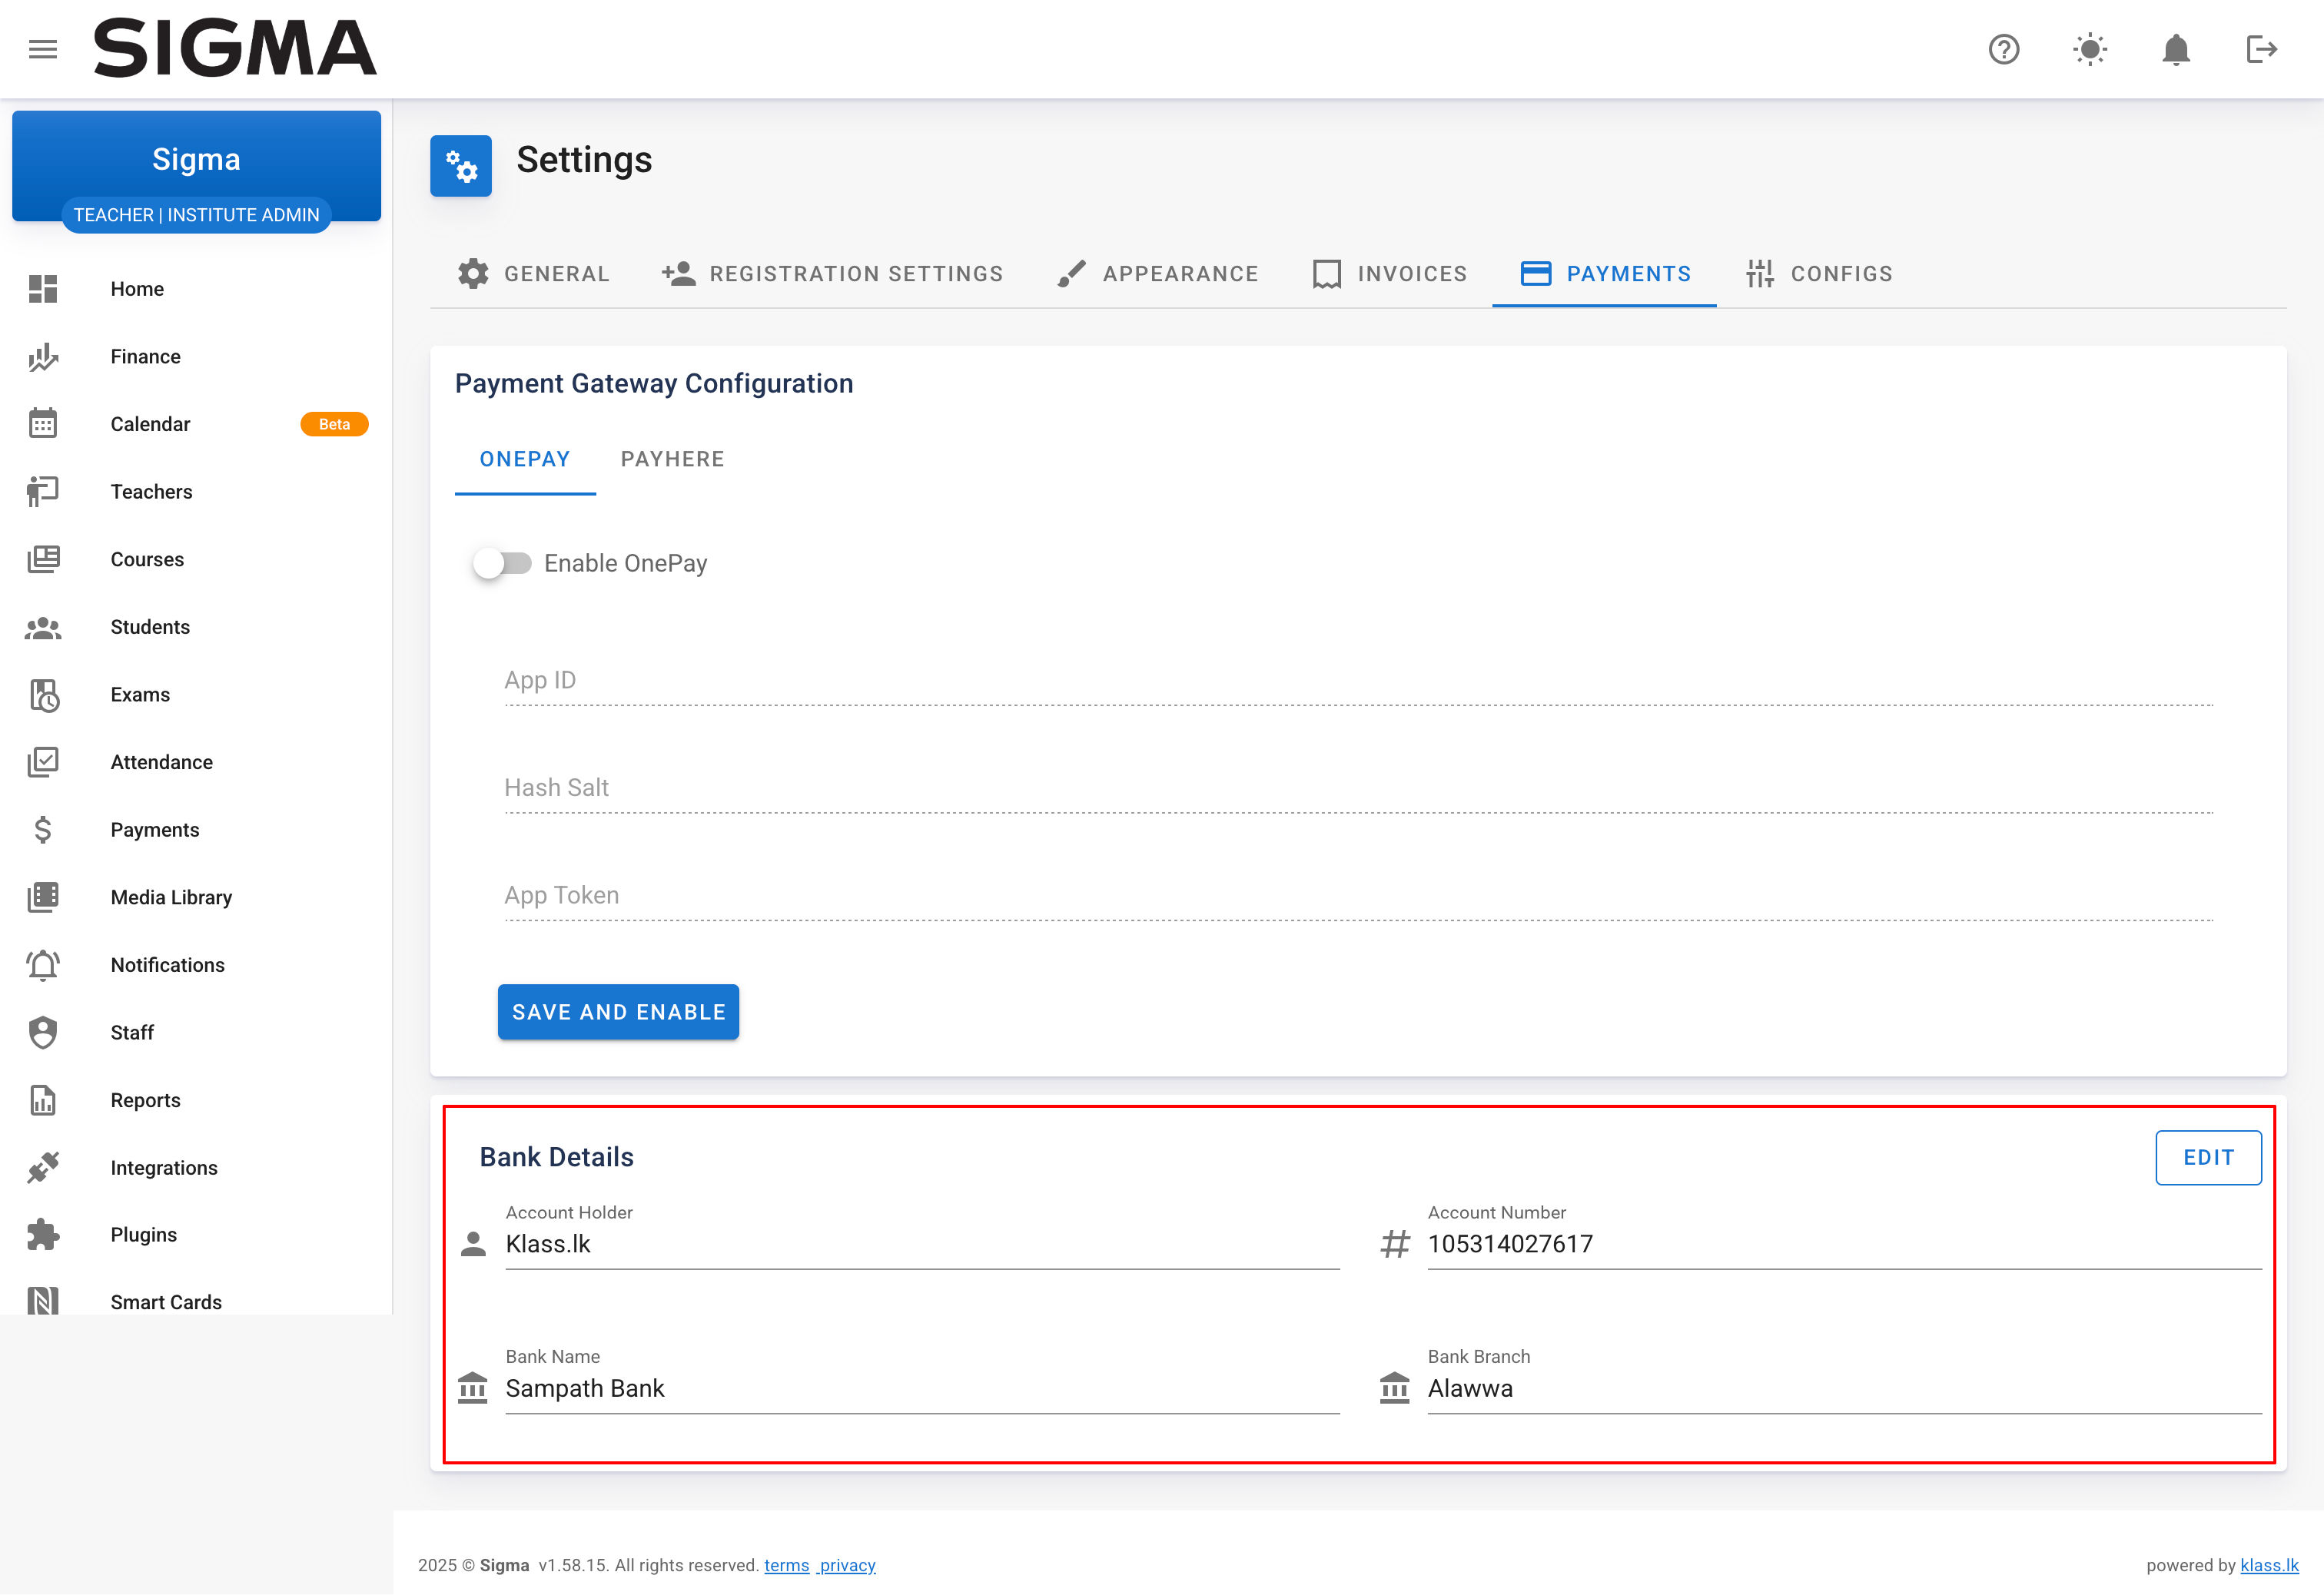 SIGMA
Sigma
TEACHER | INSTITUTE ADMIN
Home
Finance
Calendar Beta
Teachers
Courses
Students
Exams
Attendance
Payments
Media Library
Notifications
Staff
Reports
Integrations
Plugins
Smart Cards
Settings
GENERAL REGISTRATION SETTINGS APPEARANCE INVOICES PAYMENTS CONFIGS
Payment Gateway Configuration
ONEPAY PAYHERE
Enable OnePay
App ID
Hash Salt
App Token
SAVE AND ENABLE
Bank Details EDIT
Account Holder Account Number
Klass.lk 105314027617
Bank Name Bank Branch
Sampath Bank Alawwa
2025 © Sigma v1.58.15. All rights reserved. terms privacy powered by klass.lk